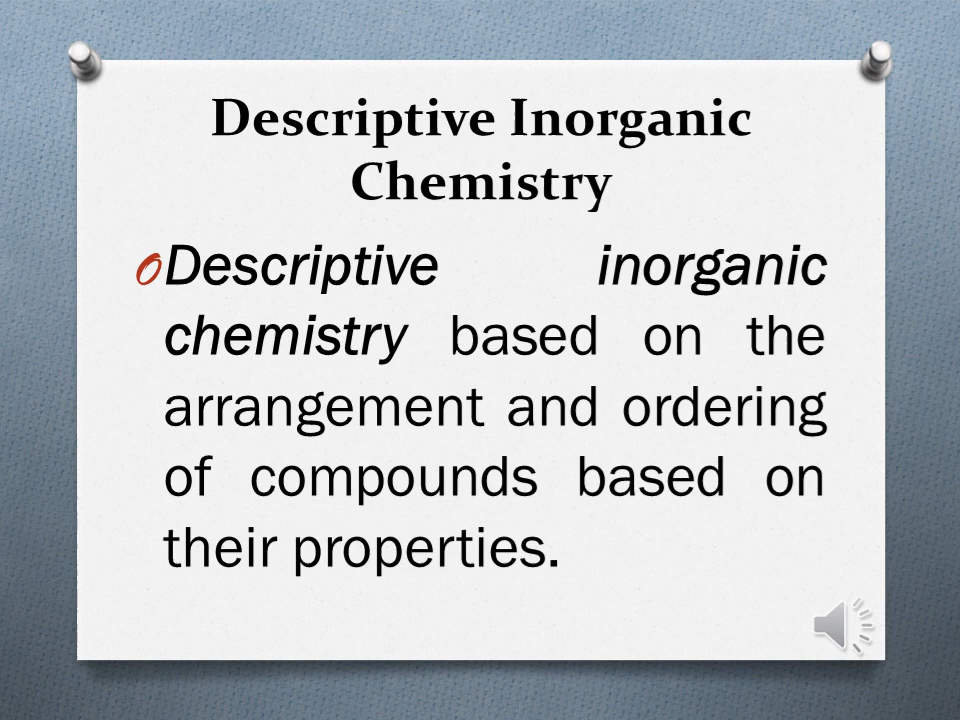 Descriptive Inorganic
Chemistry
Descriptive inorganic
chemistry based on the
arrangement and ordering
of compounds based on
their properties.